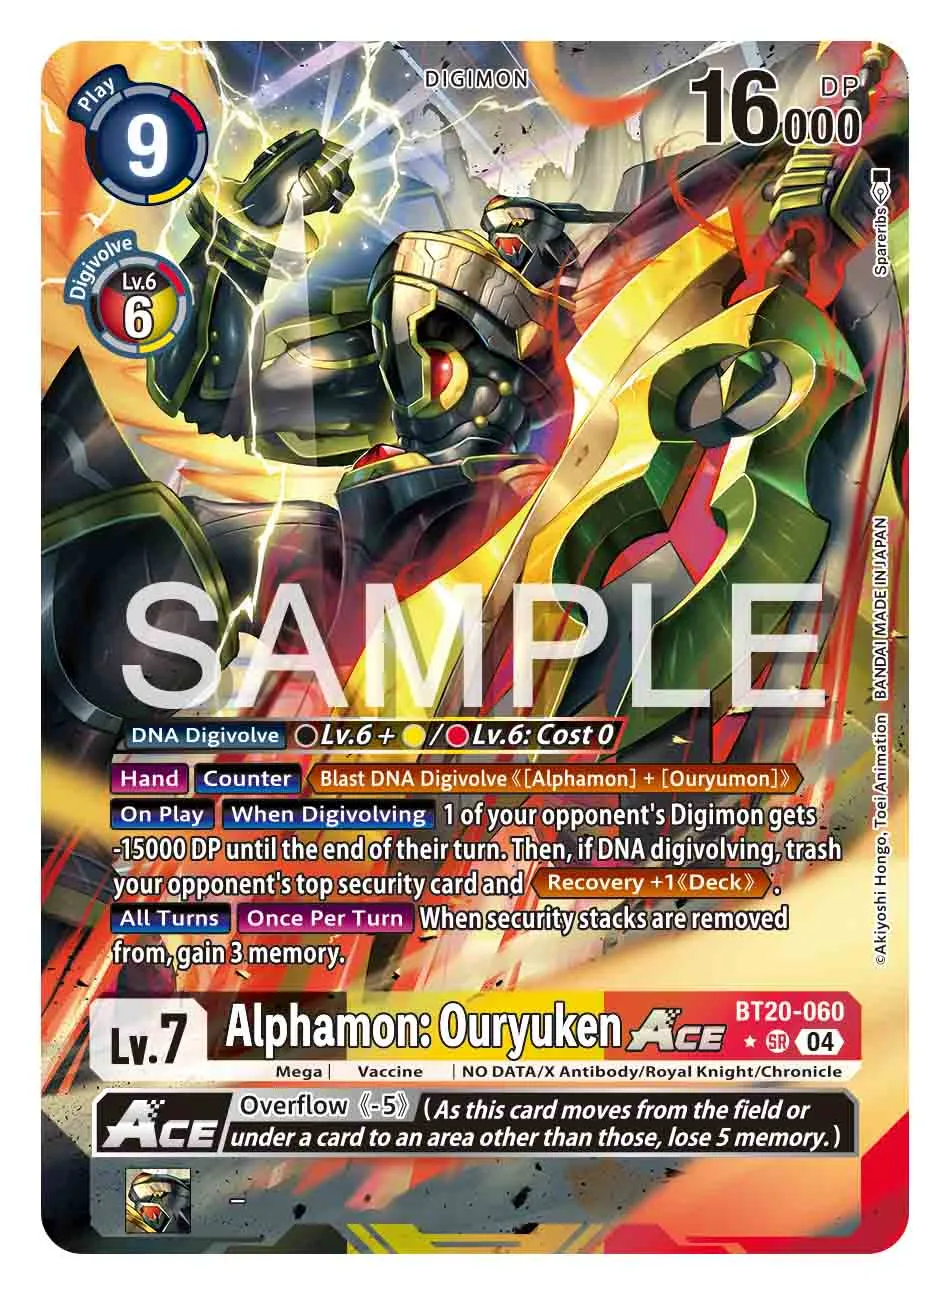 DIGIMON
Play
9
16000 DP
Digivolve
Lv.6
6
Spareribs
SAMPLE
DNA Digivolve Lv.6 + / Lv.6: Cost 0
Hand Counter Blast DNA Digivolve《[Alphamon] + [Ouryumon]》
On Play When Digivolving 1 of your opponent's Digimon gets
-15000 DP until the end of their turn. Then, if DNA digivolving, trash
your opponent's top security card and Recovery +1《Deck》.
All Turns Once Per Turn When security stacks are removed
from, gain 3 memory.
©Akiyoshi Hongo, Toei Animation BANDAI MADE IN JAPAN
Lv.7 Alphamon: Ouryuken ACE
BT20-060
SR 04
Mega | Vaccine | NO DATA/X Antibody/Royal Knight/Chronicle
ACE Overflow《-5》(As this card moves from the field or
under a card to an area other than those, lose 5 memory.)
–